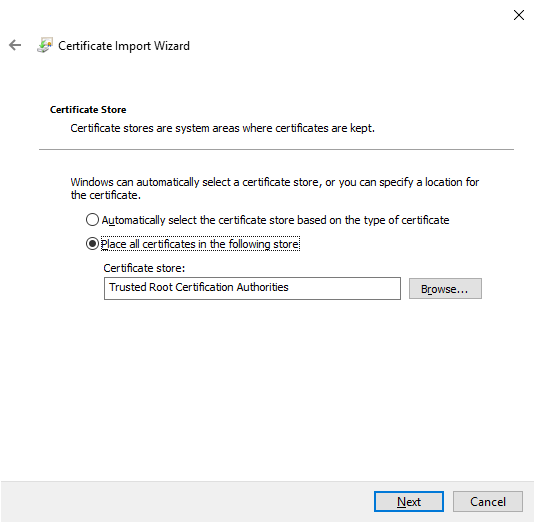 Certificate Import Wizard
Certificate Store
Certificate stores are system areas where certificates are kept.
Windows can automatically select a certificate store, or you can specify a location for
the certificate.
Automatically select the certificate store based on the type of certificate
Place all certificates in the following store
Certificate store:
Trusted Root Certification Authorities
Browse...
Next
Cancel